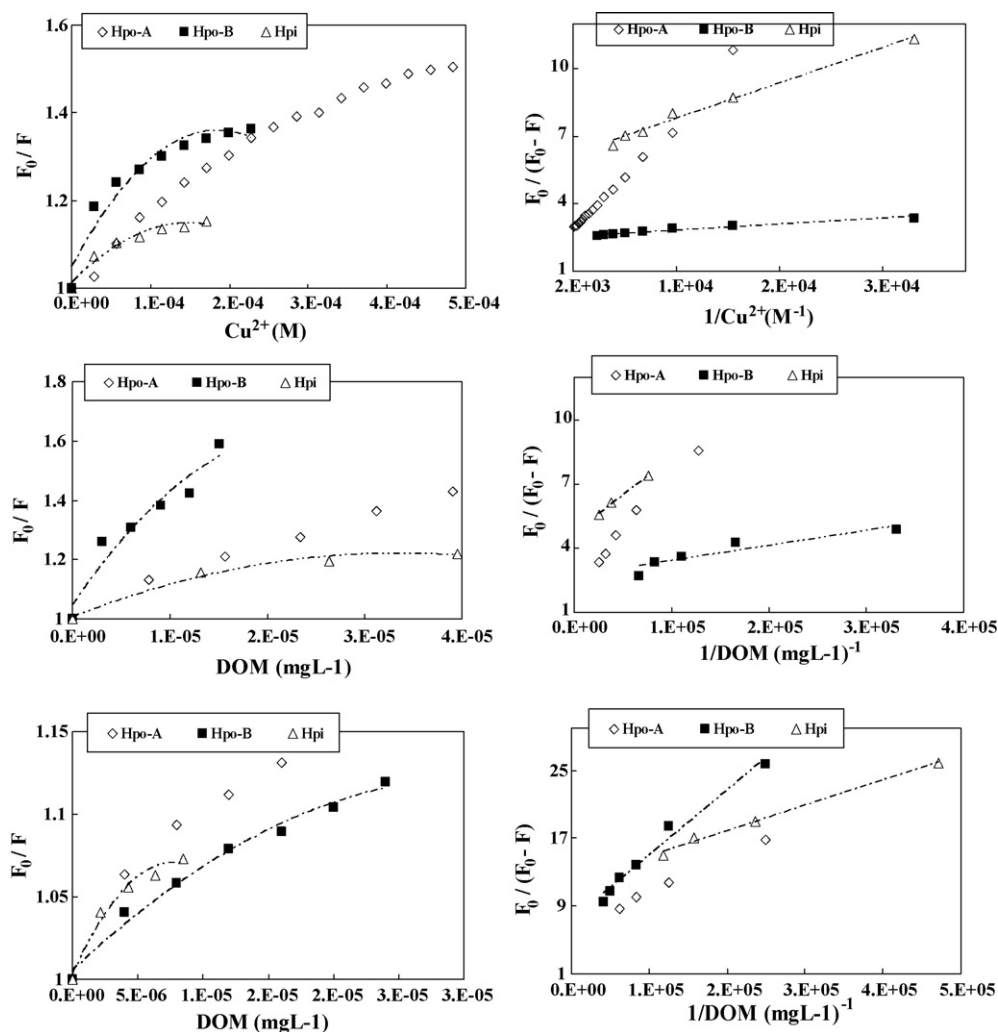 Hpo-A Hpo-B Hpi
1.6
1.4
1.2
1
F0 / F
0.E+00 1.E-04 2.E-04 3.E-04 4.E-04 5.E-04
Cu2+ (M)
Hpo-A Hpo-B Hpi
10
7
4
1
F0 / (F0- F)
2.E+03 1.E+04 2.E+04 3.E+04
1/Cu2+(M-1)
Hpo-A Hpo-B Hpi
1.8
1.6
1.4
1.2
1
F0 / F
0.E+00 1.E-05 2.E-05 3.E-05 4.E-05
DOM (mgL-1)
Hpo-A Hpo-B Hpi
10
7
4
1
F0 / (F0- F)
0.E+00 1.E+05 2.E+05 3.E+05 4.E+05
1/DOM (mgL-1)-1
Hpo-A Hpo-B Hpi
1.15
1.1
1.05
1
F0 / F
0.E+00 5.E-06 1.E-05 2.E-05 2.E-05 3.E-05 3.E-05
DOM (mgL-1)
Hpo-A Hpo-B Hpi
25
17
9
1
F0 / (F0- F)
0.E+00 1.E+05 2.E+05 3.E+05 4.E+05 5.E+05
1/DOM (mgL-1)-1